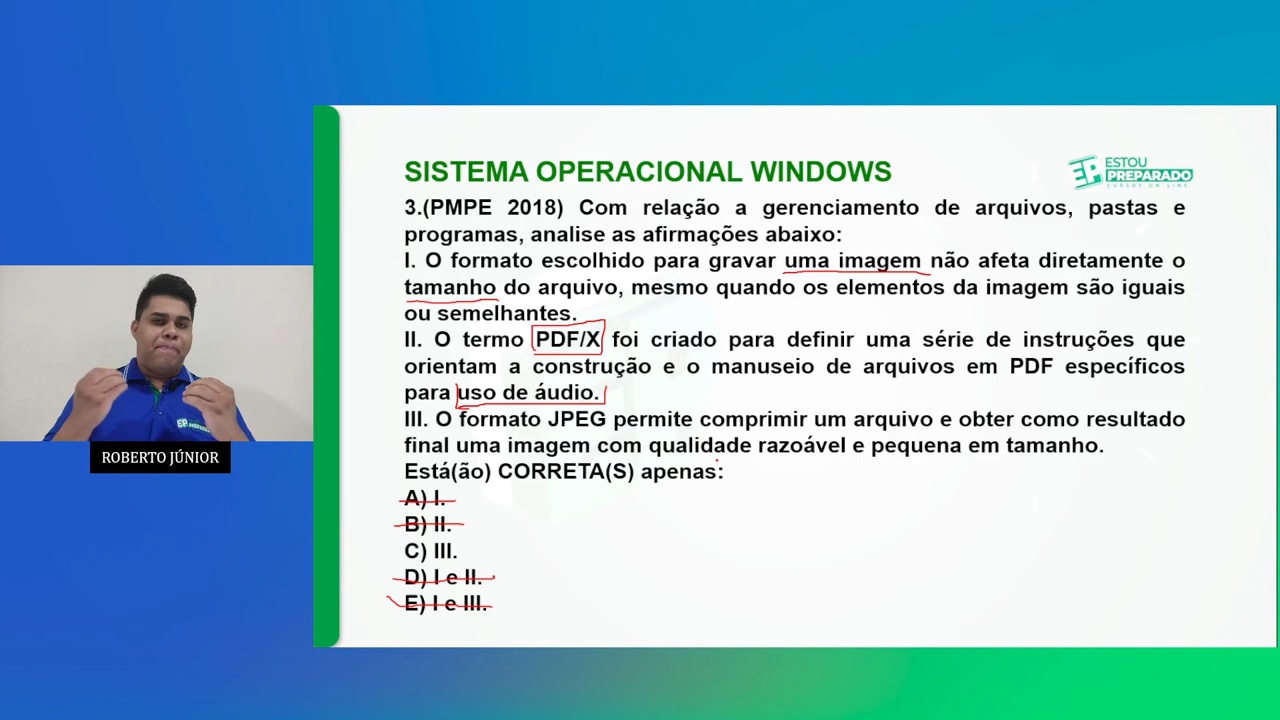 SISTEMA OPERACIONAL WINDOWS
ESTOU
PREPARADO
CURSOS ON LINE
3.(PMPE 2018) Com relação a gerenciamento de arquivos, pastas e
programas, analise as afirmações abaixo:
I. O formato escolhido para gravar uma imagem não afeta diretamente o
tamanho do arquivo, mesmo quando os elementos da imagem são iguais
ou semelhantes.
II. O termo PDF/X foi criado para definir uma série de instruções que
orientam a construção e o manuseio de arquivos em PDF específicos
para uso de áudio.
III. O formato JPEG permite comprimir um arquivo e obter como resultado
final uma imagem com qualidade razoável e pequena em tamanho.
Está(ão) CORRETA(S) apenas:
A) I.
B) II.
C) III.
D) I e II.
E) I e III.
ROBERTO JÚNIOR